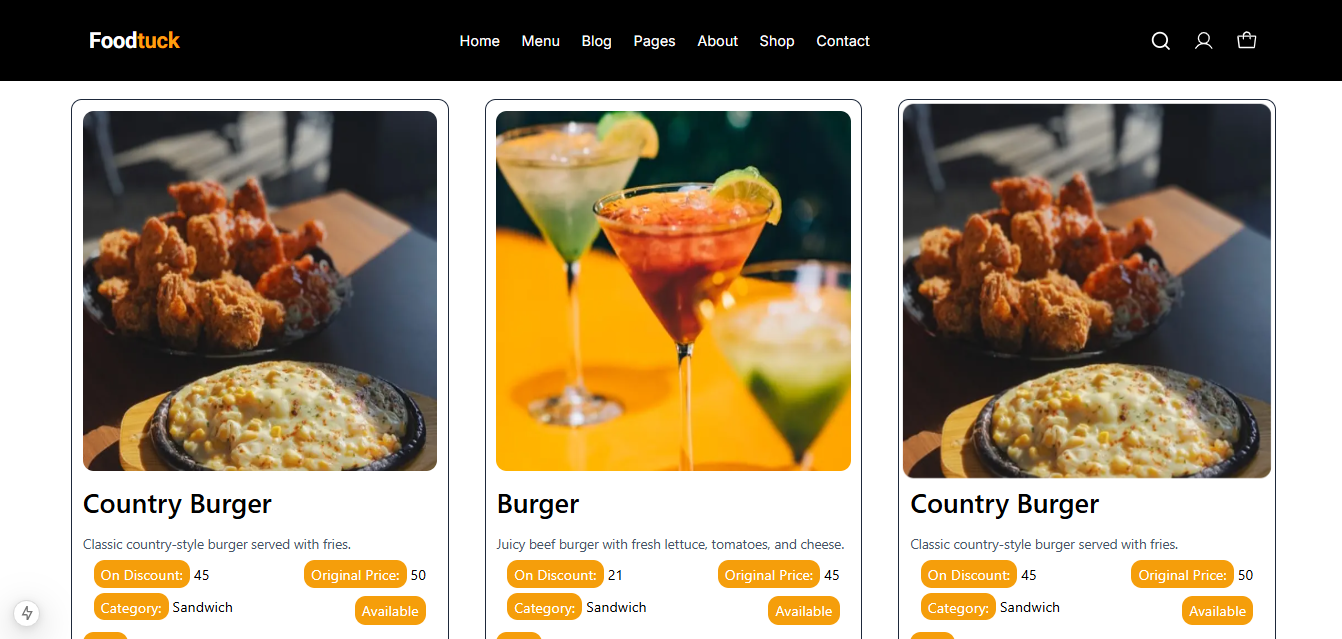 Foodtuck
Home Menu Blog Pages About Shop Contact
Country Burger
Classic country-style burger served with fries.
On Discount: 45 Original Price: 50
Category: Sandwich Available
Burger
Juicy beef burger with fresh lettuce, tomatoes, and cheese.
On Discount: 21 Original Price: 45
Category: Sandwich Available
Country Burger
Classic country-style burger served with fries.
On Discount: 45 Original Price: 50
Category: Sandwich Available